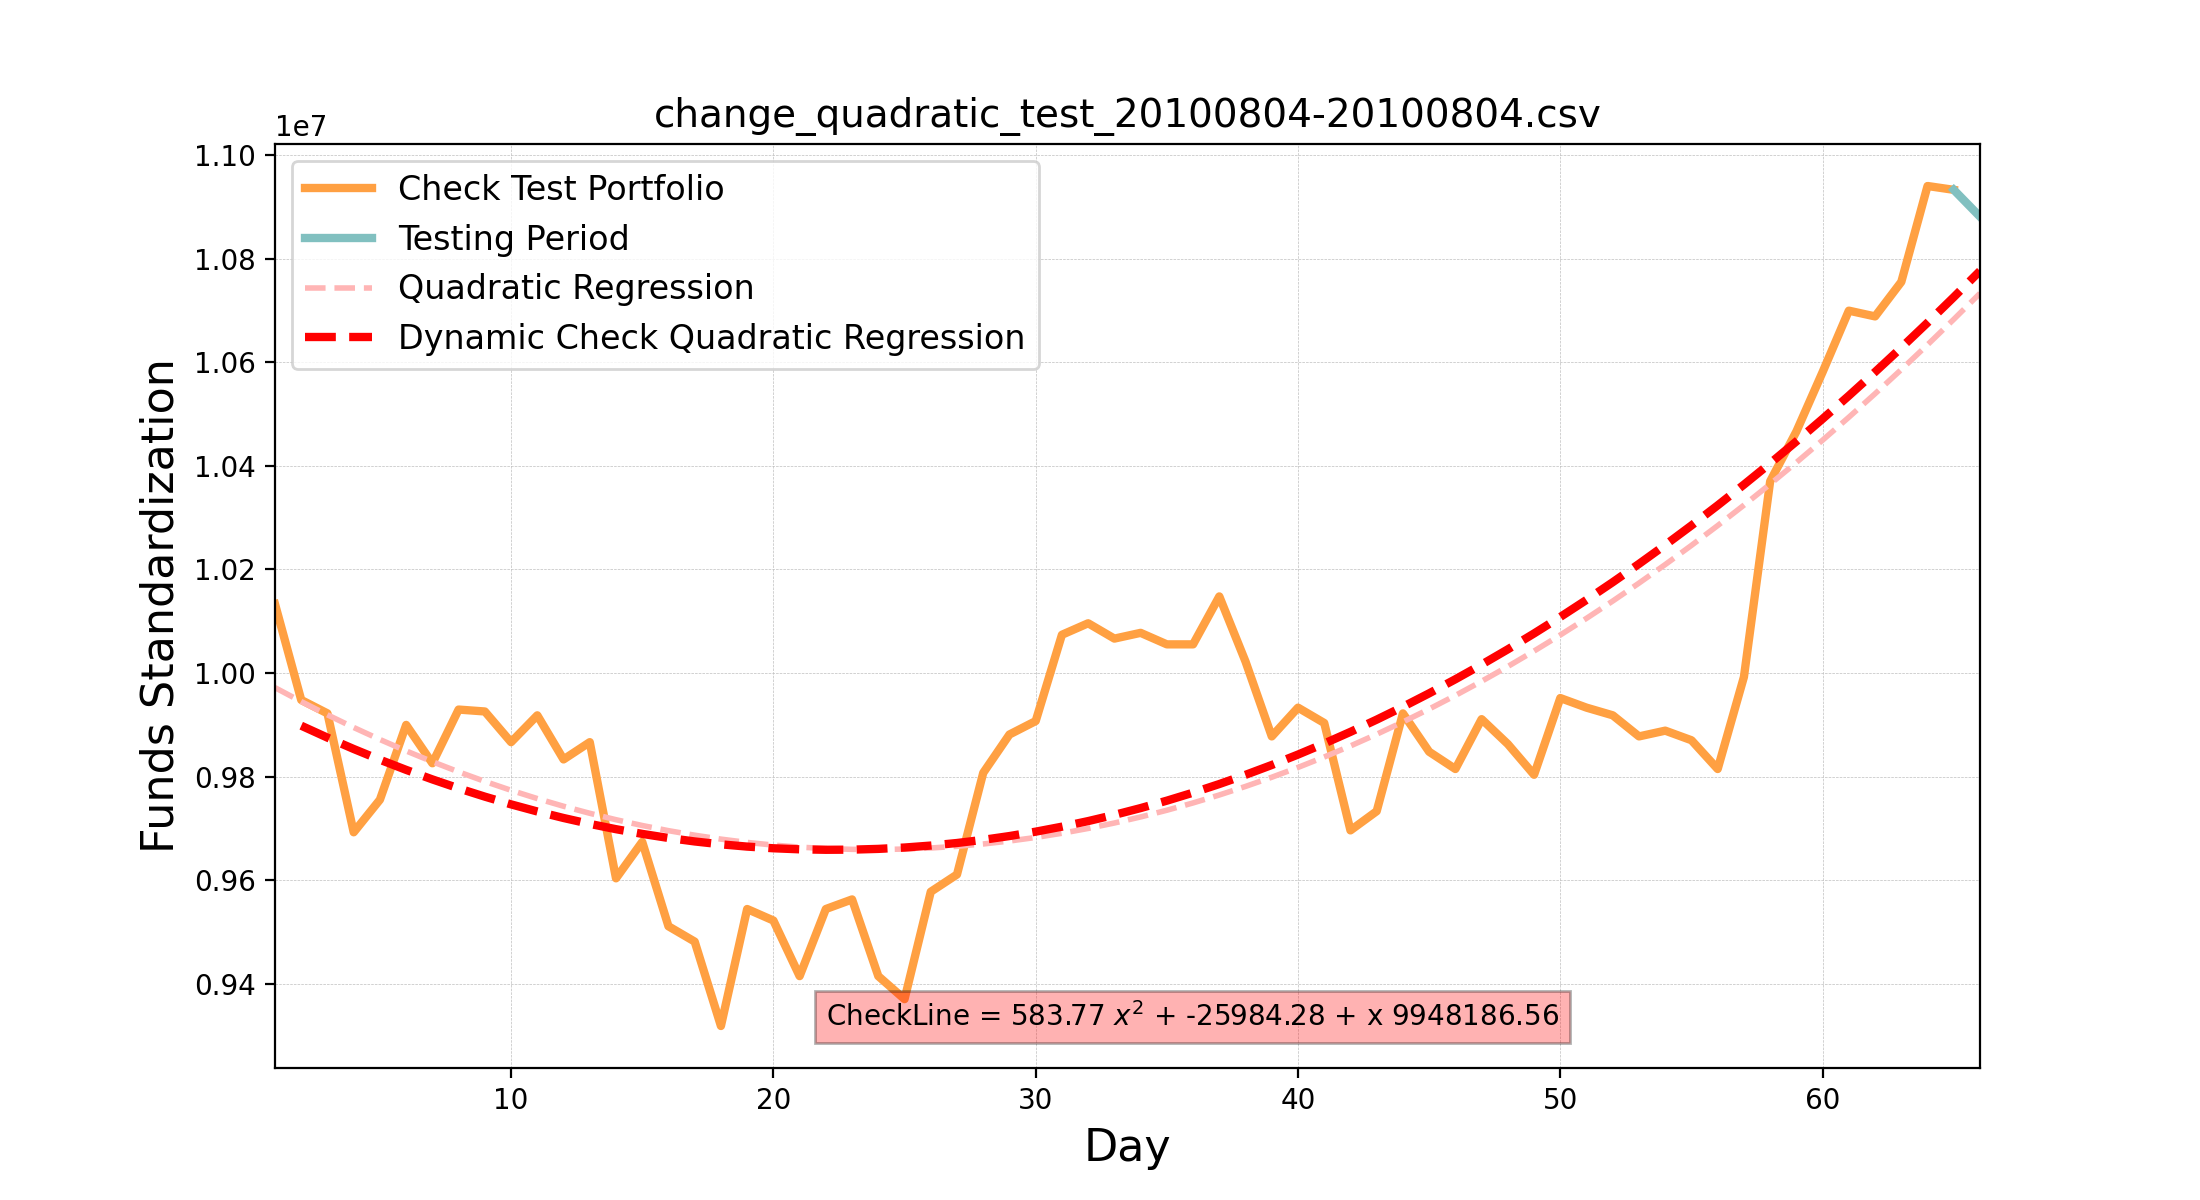 change_quadratic_test_20100804-20100804.csv
1e7
1.10
1.08
1.06
1.04
1.02
1.00
0.98
0.96
0.94
Funds Standardization
Check Test Portfolio
Testing Period
Quadratic Regression
Dynamic Check Quadratic Regression
CheckLine = 583.77 x² + -25984.28 + x 9948186.56
10 20 30 40 50 60
Day